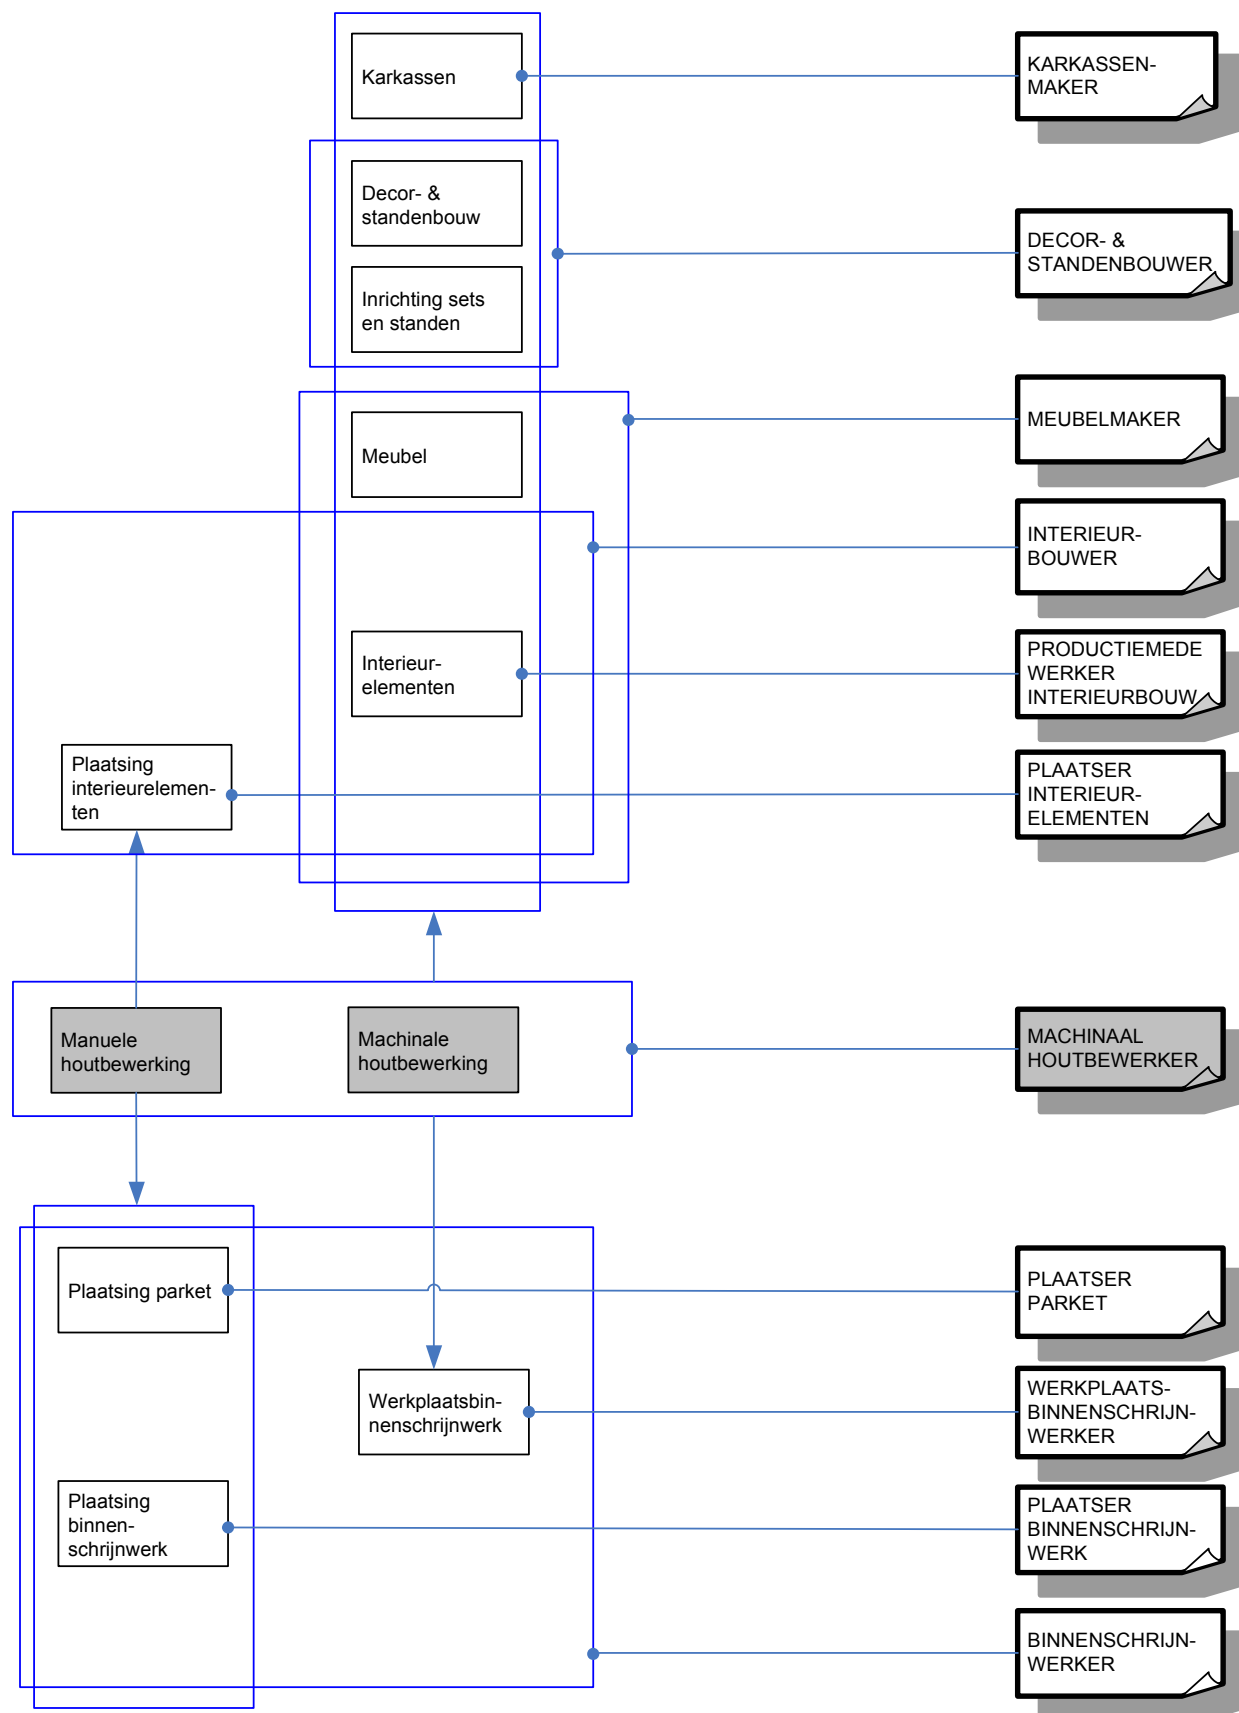 Karkassen
KARKASSEN-
MAKER
Decor- &
standenbouw
DECOR- &
STANDENBOUWER
Inrichting sets
en standen
Meubel
MEUBELMAKER
INTERIEUR-
BOUWER
Interieur-
elementen
PRODUCTIEMEDE
WERKER
INTERIEURBOUW
Plaatsing
interieurelemen-
ten
PLAATSER
INTERIEUR-
ELEMENTEN
Manuele
houtbewerking
Machinale
houtbewerking
MACHINAAL
HOUTBEWERKER
Plaatsing parket
PLAATSER
PARKET
Werkplaatsbin-
nenschrijnwerk
WERKPLAATS-
BINNENSCHRIJN-
WERKER
Plaatsing
binnen-
schrijnwerk
PLAATSER
BINNENSCHRIJN-
WERK
BINNENSCHRIJN-
WERKER